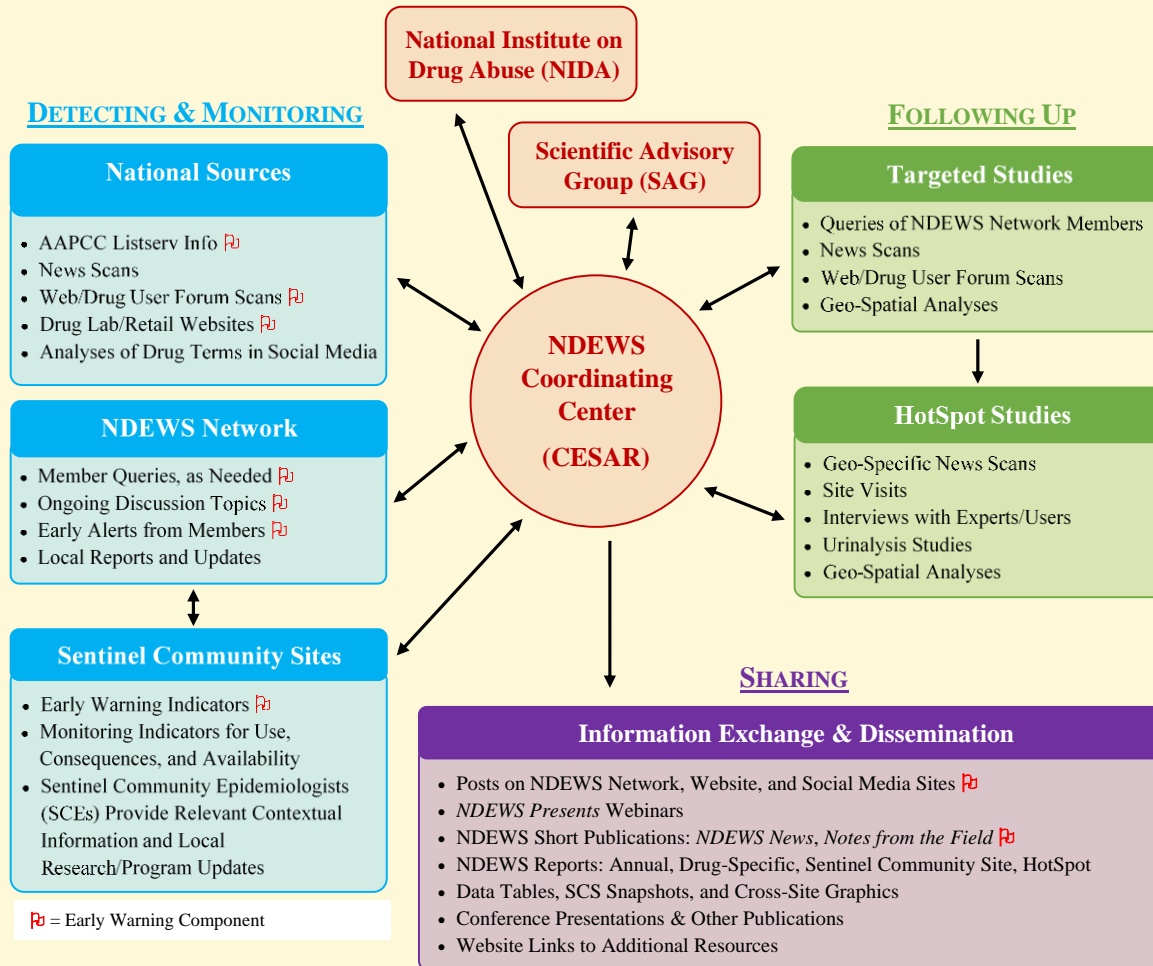 National Institute on
Drug Abuse (NIDA)
Scientific Advisory
Group (SAG)
DETECTING & MONITORING
National Sources
• AAPCC Listserv Info
• News Scans
• Web/Drug User Forum Scans
• Drug Lab/Retail Websites
• Analyses of Drug Terms in Social Media
NDEWS Network
• Member Queries, as Needed
• Ongoing Discussion Topics
• Early Alerts from Members
• Local Reports and Updates
Sentinel Community Sites
• Early Warning Indicators
• Monitoring Indicators for Use,
Consequences, and Availability
• Sentinel Community Epidemiologists
(SCEs) Provide Relevant Contextual
Information and Local
Research/Program Updates
= Early Warning Component
NDEWS
Coordinating
Center
(CESAR)
FOLLOWING UP
Targeted Studies
• Queries of NDEWS Network Members
• News Scans
• Web/Drug User Forum Scans
• Geo-Spatial Analyses
HotSpot Studies
• Geo-Specific News Scans
• Site Visits
• Interviews with Experts/Users
• Urinalysis Studies
• Geo-Spatial Analyses
SHARING
Information Exchange & Dissemination
• Posts on NDEWS Network, Website, and Social Media Sites
• NDEWS Presents Webinars
• NDEWS Short Publications: NDEWS News, Notes from the Field
• NDEWS Reports: Annual, Drug-Specific, Sentinel Community Site, HotSpot
• Data Tables, SCS Snapshots, and Cross-Site Graphics
• Conference Presentations & Other Publications
• Website Links to Additional Resources